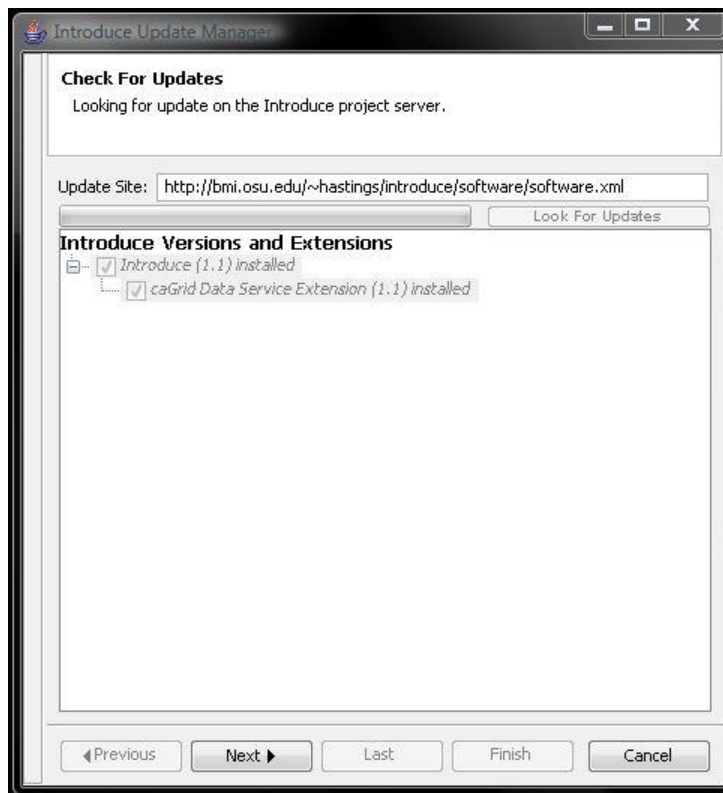 Introduce Update Manager
Check For Updates
Looking for update on the Introduce project server.
Update Site: http://bmi.osu.edu/~hastings/introduce/software/software.xml
Look For Updates
Introduce Versions and Extensions
Introduce (1.1) installed
caGrid Data Service Extension (1.1) installed
Previous Next Last Finish Cancel